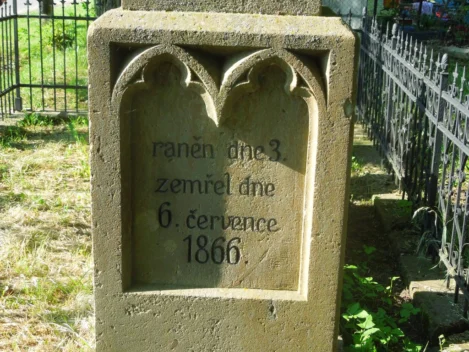 raněn dne 3.
zemřel dne
6. července
1866.